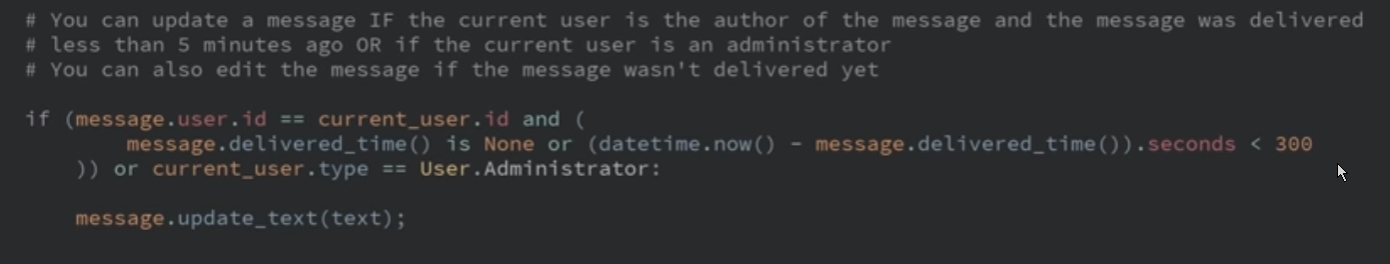 # You can update a message IF the current user is the author of the message and the message was delivered
# less than 5 minutes ago OR if the current user is an administrator
# You can also edit the message if the message wasn't delivered yet
if (message.user.id == current_user.id and (
message.delivered_time() is None or (datetime.now() - message.delivered_time()).seconds < 300
)) or current_user.type == User.Administrator:
message.update_text(text);